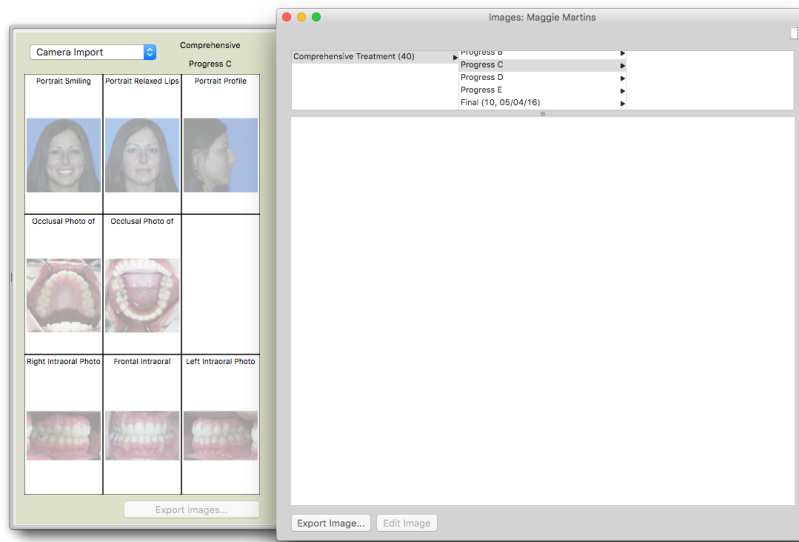 Images: Maggie Martins
Camera Import
Comprehensive
Progress C
Portrait Smiling
Portrait Relaxed Lips
Portrait Profile
Occlusal Photo of
Occlusal Photo of
Right Intraoral Photo
Frontal Intraoral
Left Intraoral Photo
Export Images...
Comprehensive Treatment (40)
Progress B
Progress C
Progress D
Progress E
Final (10, 05/04/16)
Export Image...
Edit Image